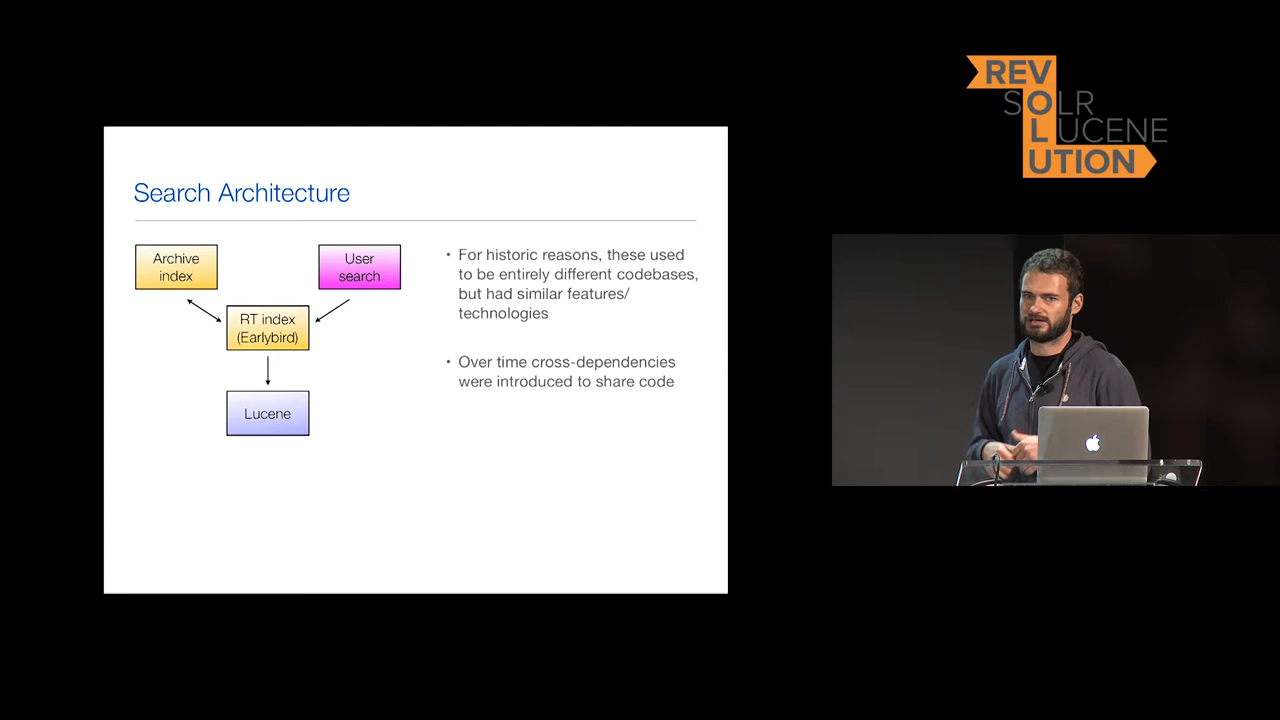 Search Architecture
Archive
index
User
search
RT index
(Earlybird)
Lucene
• For historic reasons, these used
to be entirely different codebases,
but had similar features/
technologies
• Over time cross-dependencies
were introduced to share code
REV
SOLR
LUCENE
UTION